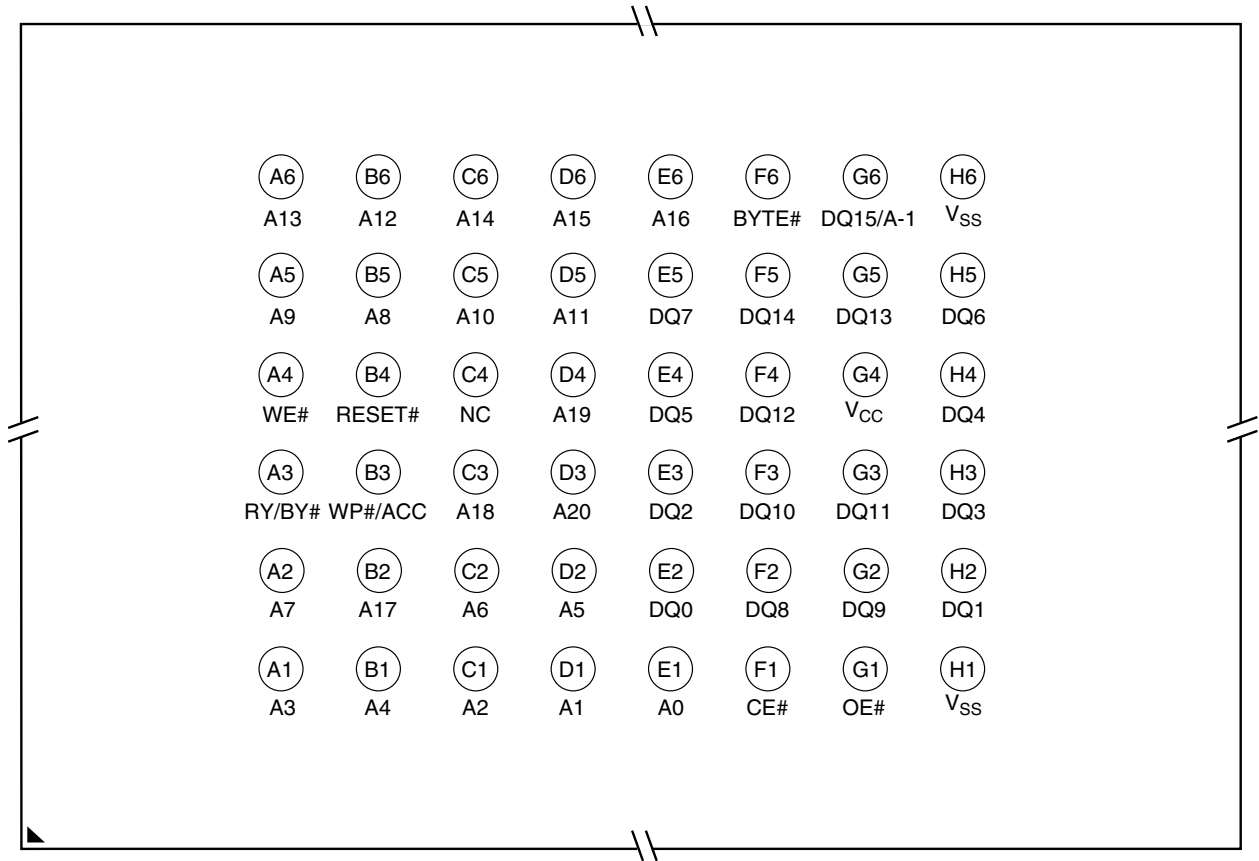 A6 B6 C6 D6 E6 F6 G6 H6
A13 A12 A14 A15 A16 BYTE# DQ15/A-1 VSS
A5 B5 C5 D5 E5 F5 G5 H5
A9 A8 A10 A11 DQ7 DQ14 DQ13 DQ6
A4 B4 C4 D4 E4 F4 G4 H4
WE# RESET# NC A19 DQ5 DQ12 VCC DQ4
A3 B3 C3 D3 E3 F3 G3 H3
RY/BY# WP#/ACC A18 A20 DQ2 DQ10 DQ11 DQ3
A2 B2 C2 D2 E2 F2 G2 H2
A7 A17 A6 A5 DQ0 DQ8 DQ9 DQ1
A1 B1 C1 D1 E1 F1 G1 H1
A3 A4 A2 A1 A0 CE# OE# VSS